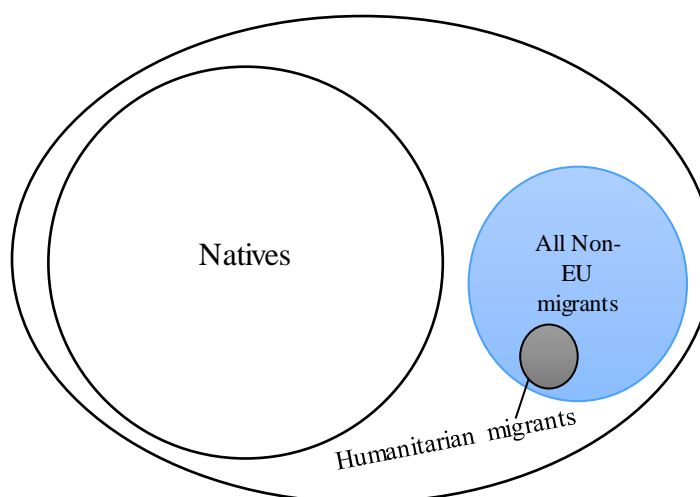 Natives
All Non-
EU
migrants
Humanitarian migrants